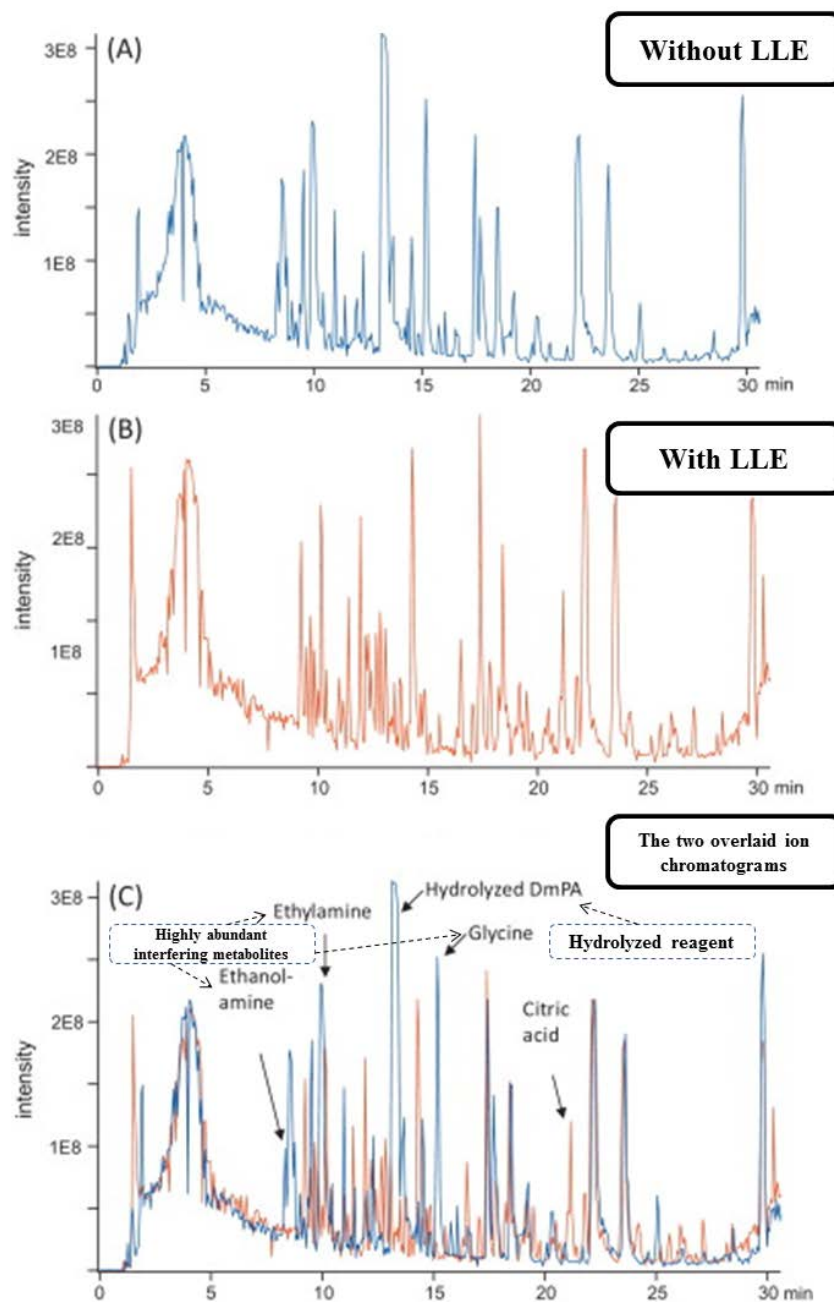 (A)
Without LLE
3E8
2E8
1E8
intensity
0 5 10 15 20 25 30 min
(B)
With LLE
3E8
2E8
1E8
intensity
0 5 10 15 20 25 30 min
The two overlaid ion
chromatograms
(C)
3E8
2E8
1E8
intensity
Hydrolyzed DmPA
Ethylamine
Highly abundant
interfering metabolites
Glycine
Hydrolyzed reagent
Ethanol-
amine
Citric
acid
0 5 10 15 20 25 30 min